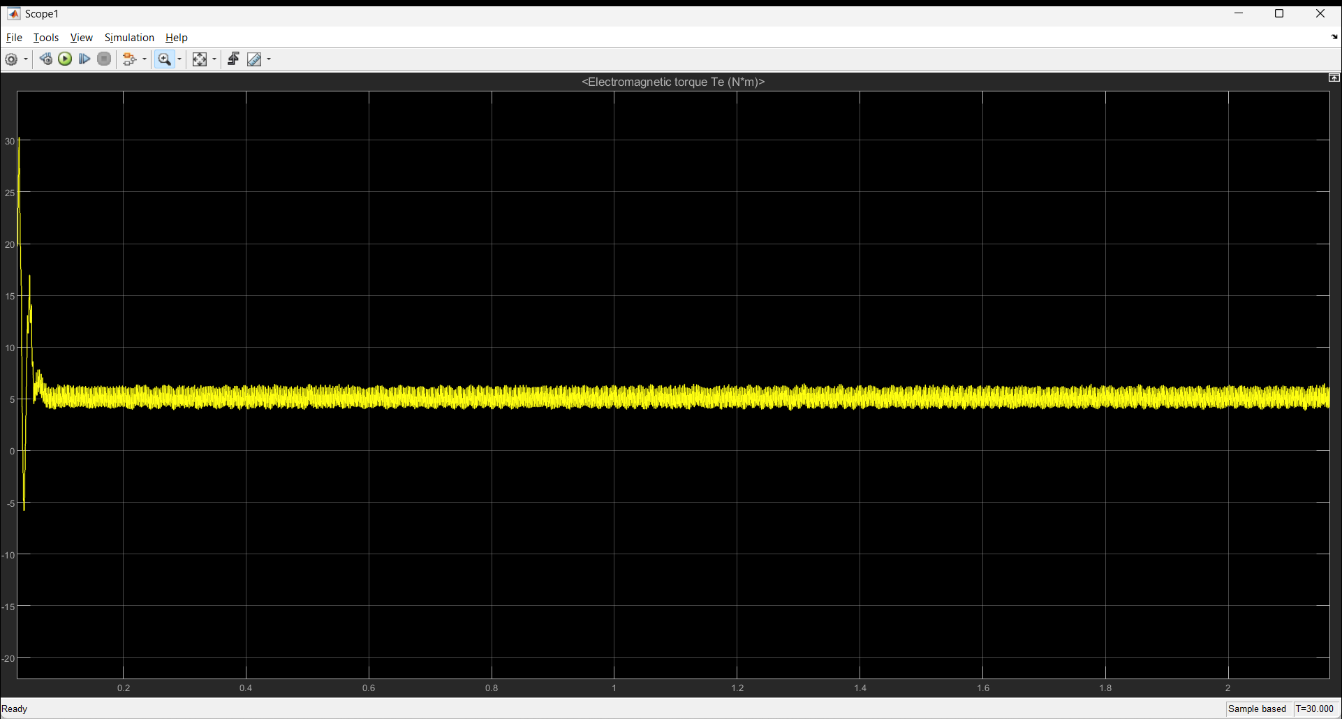 Scope1
File Tools View Simulation Help
<Electromagnetic torque Te (N*m)>
30
25
20
15
10
5
0
-5
-10
-15
-20
0.2 0.4 0.6 0.8 1 1.2 1.4 1.6 1.8 2
Ready Sample based T=30.000